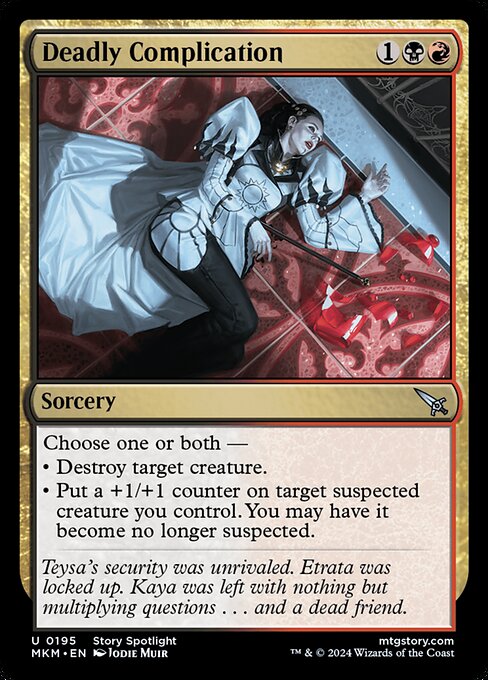 Deadly Complication 1
Sorcery
Choose one or both —
• Destroy target creature.
• Put a +1/+1 counter on target suspected
creature you control. You may have it
become no longer suspected.
Teysa's security was unrivaled. Etrata was
locked up. Kaya was left with nothing but
multiplying questions . . . and a dead friend.
U 0195 Story Spotlight mtgstory.com
MKM • EN Jodie Muir ™ & © 2024 Wizards of the Coast